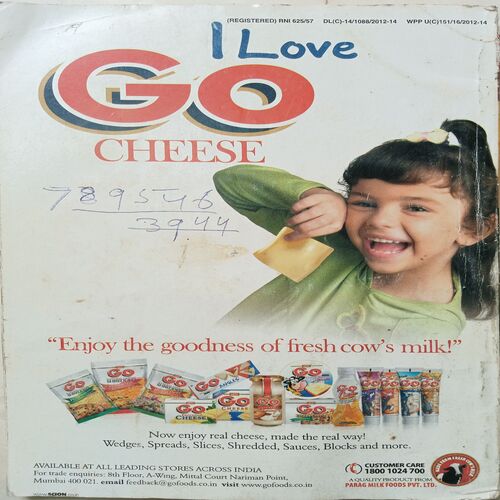 (REGISTERED) RNI 625/57 DL(C)-14/1088/2012-14 WPP U(C)151/16/2012-14
I Love
GO
CHEESE
789546
3944
"Enjoy the goodness of fresh cow's milk!"
Now enjoy real cheese, made the real way!
Wedges, Spreads, Slices, Shredded, Sauces, Blocks and more.
AVAILABLE AT ALL LEADING STORES ACROSS INDIA
For trade enquiries: 8th Floor, A-Wing, Mittal Court Nariman Point,
Mumbai 400 021. email feedback@gofoods.co.in visit www.gofoods.co.in
CUSTOMER CARE
1800 1024 700
A QUALITY PRODUCT FROM
PARAG MILK FOODS PVT. LTD.
www.SCION.co.in